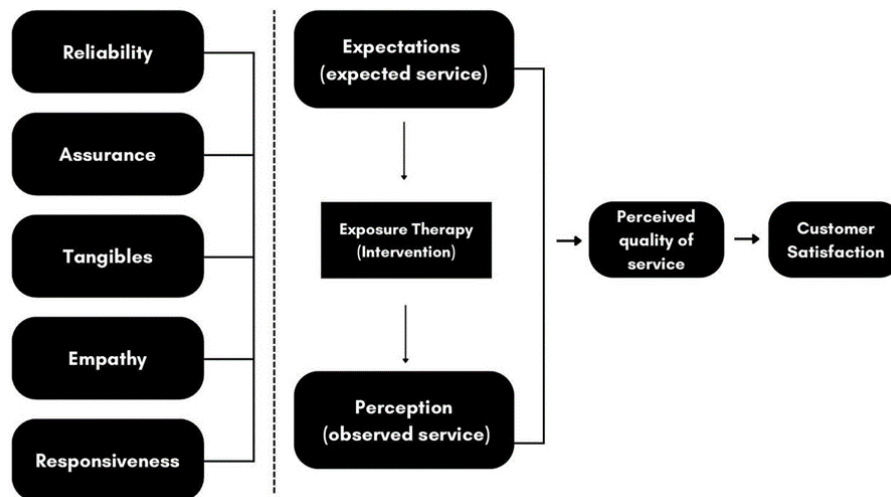 Reliability
Assurance
Tangibles
Empathy
Responsiveness
Expectations
(expected service)
Exposure Therapy
(Intervention)
Perception
(observed service)
Perceived
quality of
service
Customer
Satisfaction